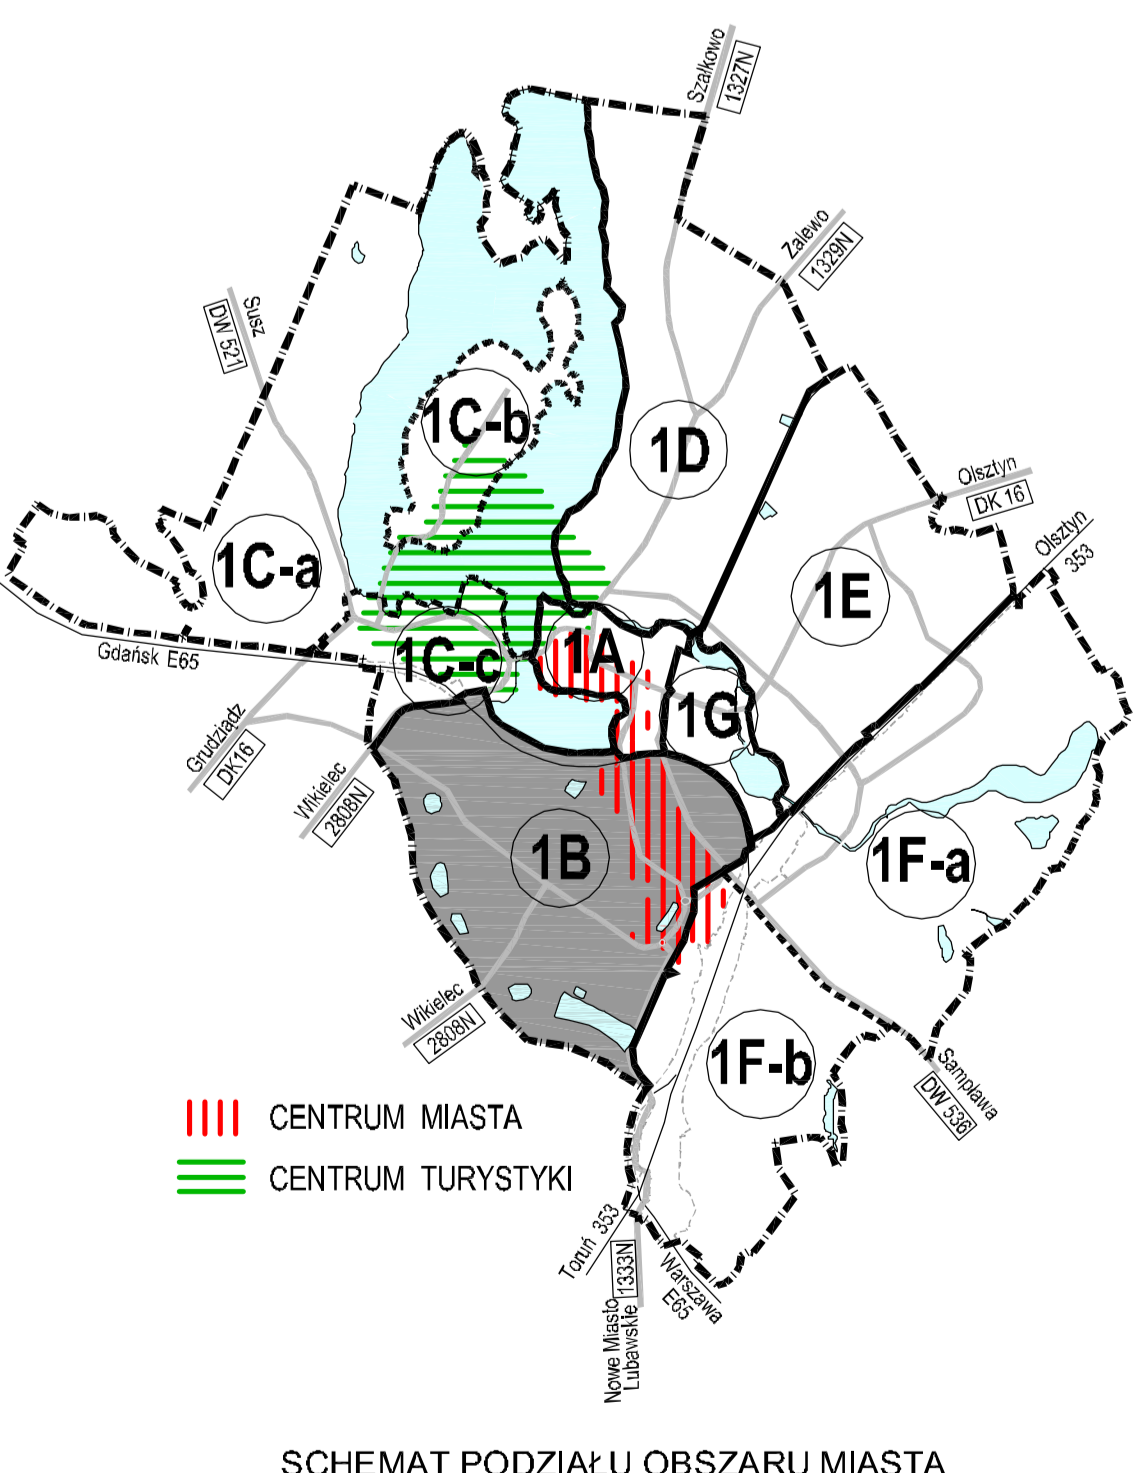 Szałkowo
1327N
Zalewo
1329N
Susz
DW 521
1C-b
1D
Olsztyn
DK 16
Olsztyn
353
1C-a
1E
Gdańsk E65
1C-c
1A
1G
Grudziądz
DK16
Wikielec
2808N
1B
1F-a
Wikielec
2808N
1F-b
Sampława
DW 536
CENTRUM MIASTA
CENTRUM TURYSTYKI
Toruń 353
1333N
Nowe Miasto
Lubawskie
Warszawa
E65
SCHEMAT PODZIAŁU OBSZARU MIASTA